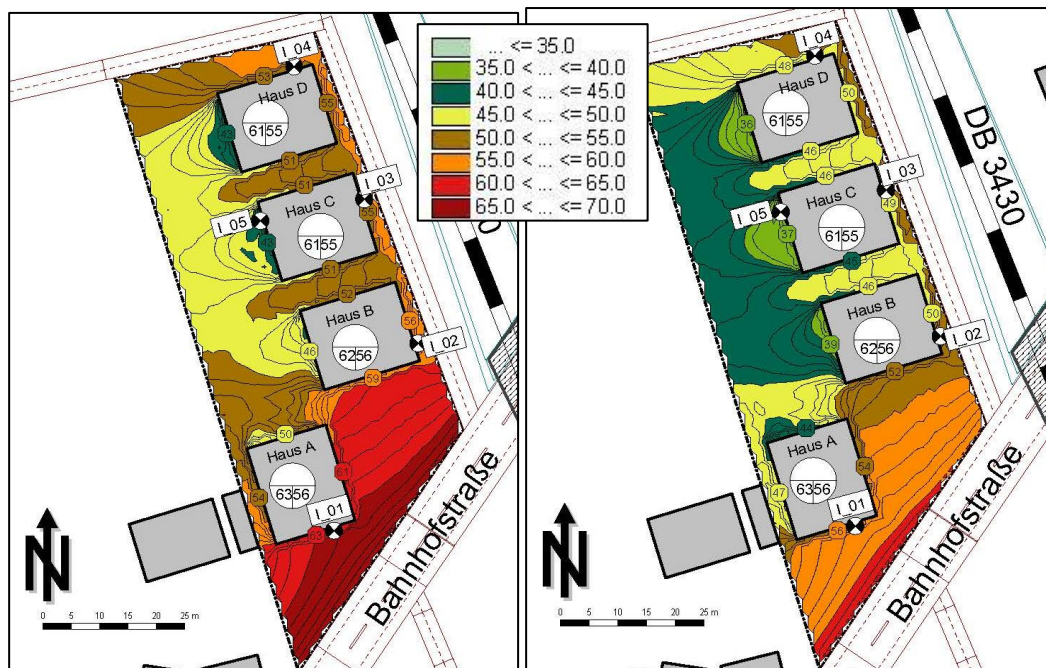 ... <= 35.0
35.0 < ... <= 40.0
40.0 < ... <= 45.0
45.0 < ... <= 50.0
50.0 < ... <= 55.0
55.0 < ... <= 60.0
60.0 < ... <= 65.0
65.0 < ... <= 70.0
I_04
53
Haus D
61 55
55
43
51
51
I_03
Haus C
I_05
55
61 55
43
51
52
Haus B
56
I_02
46
62 56
59
50
Haus A
61
63 56
54
I_01
63
Bahnhofstraße
N
0 5 10 15 20 25 m
0
I_04
48
Haus D
50
36
61 55
46
46
DB 3430
I_03
Haus C
I_05
49
37
61 55
46
Haus B
50
I_02
39
62 56
52
44
Haus A
54
63 56
47
I_01
56
Bahnhofstraße
N
0 5 10 15 20 25 m